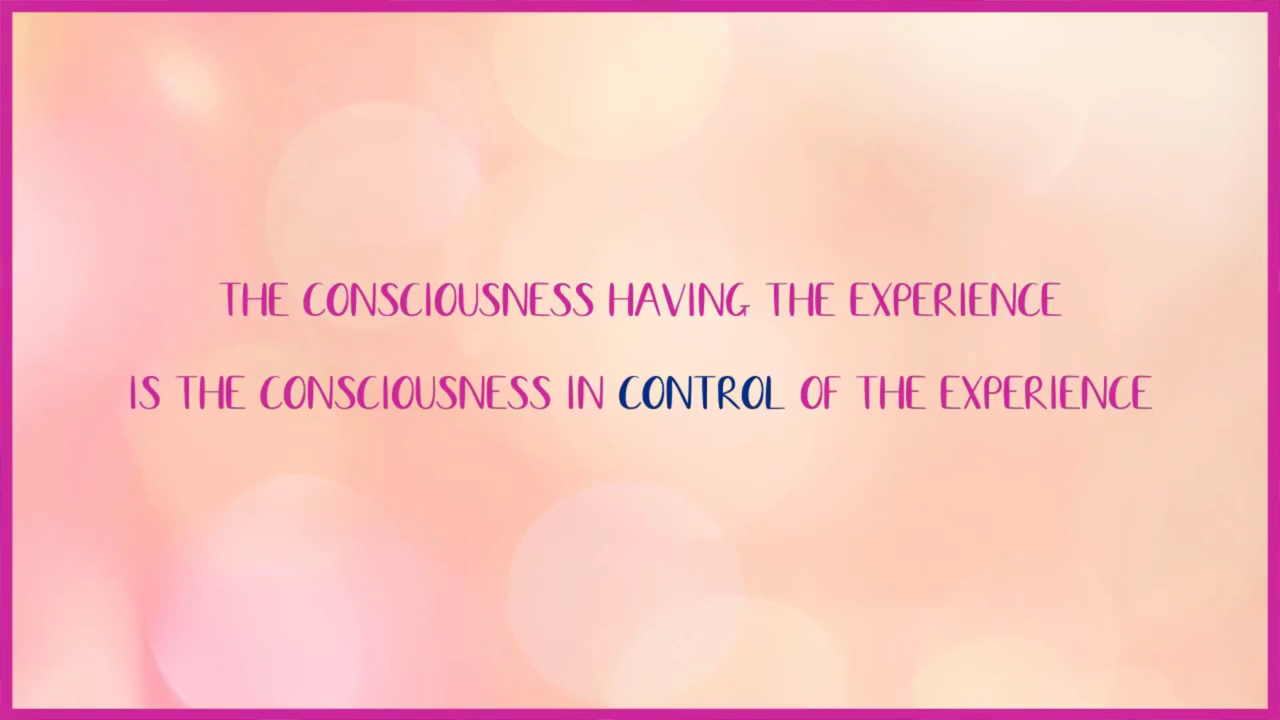 THE CONSCIOUSNESS HAVING THE EXPERIENCE
IS THE CONSCIOUSNESS IN CONTROL OF THE EXPERIENCE